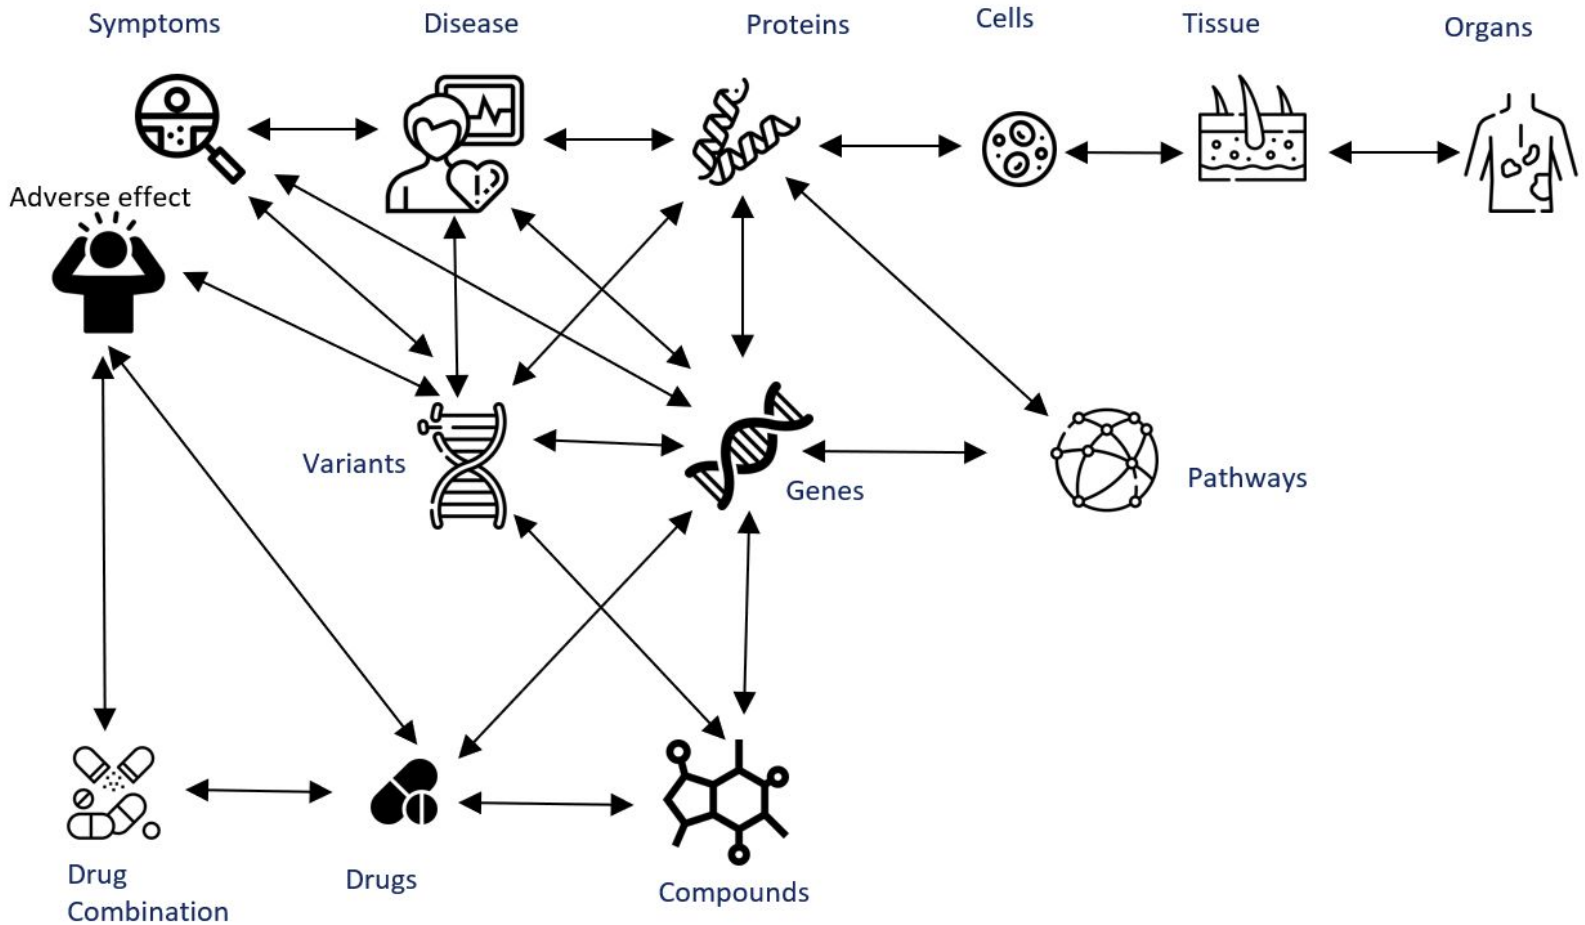 Symptoms
Disease
Proteins
Cells
Tissue
Organs
Adverse effect
Variants
Genes
Pathways
Drug
Combination
Drugs
Compounds